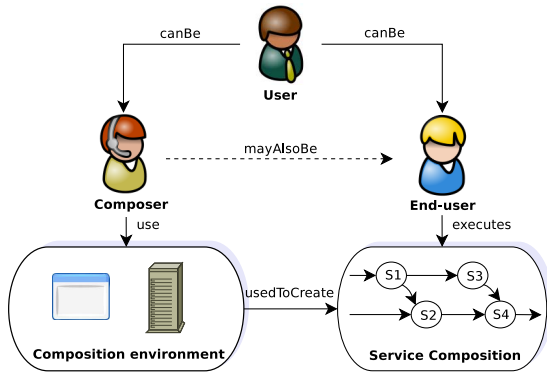 canBe
canBe
User
mayAlsoBe
Composer
End-user
use
executes
S1
S3
usedToCreate
S2
S4
Composition environment
Service Composition